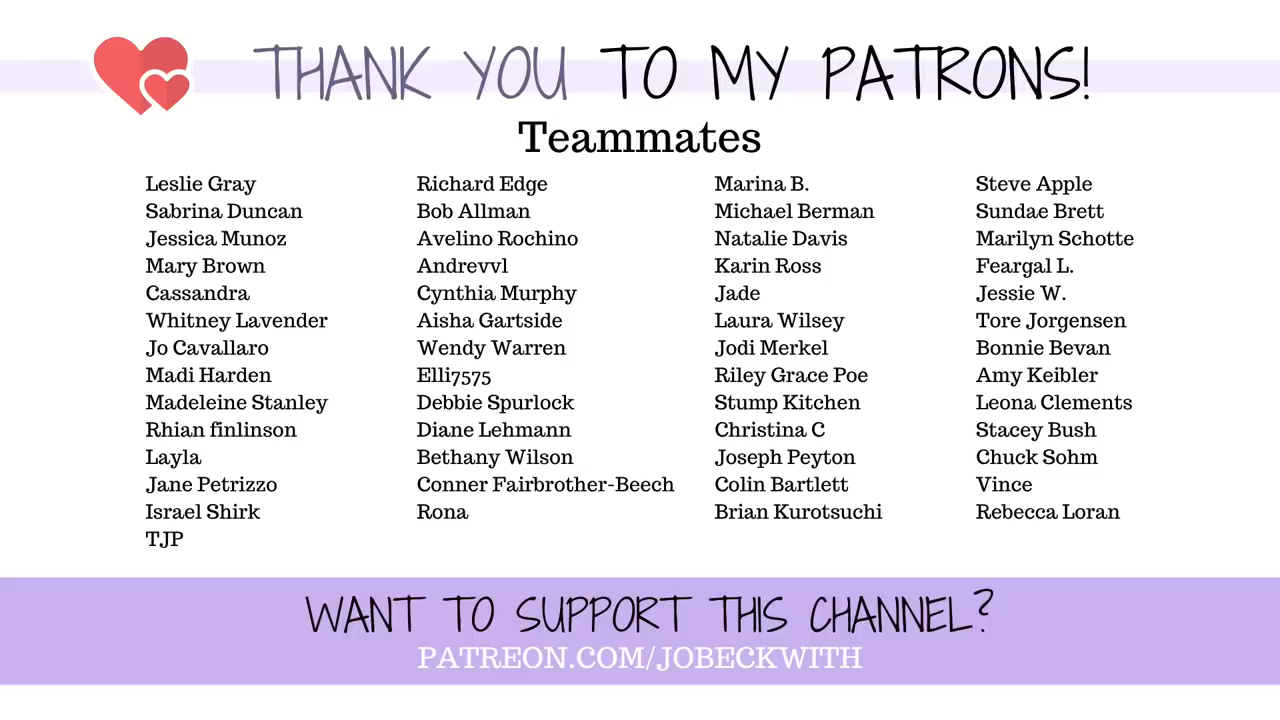 THANK YOU TO MY PATRONS!
Teammates
Leslie Gray
Sabrina Duncan
Jessica Munoz
Mary Brown
Cassandra
Whitney Lavender
Jo Cavallaro
Madi Harden
Madeleine Stanley
Rhian finlinson
Layla
Jane Petrizzo
Israel Shirk
TJP
Richard Edge
Bob Allman
Avelino Rochino
Andrevvl
Cynthia Murphy
Aisha Gartside
Wendy Warren
Elli7575
Debbie Spurlock
Diane Lehmann
Bethany Wilson
Conner Fairbrother-Beech
Rona
Marina B.
Michael Berman
Natalie Davis
Karin Ross
Jade
Laura Wilsey
Jodi Merkel
Riley Grace Poe
Stump Kitchen
Christina C
Joseph Peyton
Colin Bartlett
Brian Kurotsuchi
Steve Apple
Sundae Brett
Marilyn Schotte
Feargal L.
Jessie W.
Tore Jorgensen
Bonnie Bevan
Amy Keibler
Leona Clements
Stacey Bush
Chuck Sohm
Vince
Rebecca Loran
WANT TO SUPPORT THIS CHANNEL?
PATREON.COM/JOBECKWITH